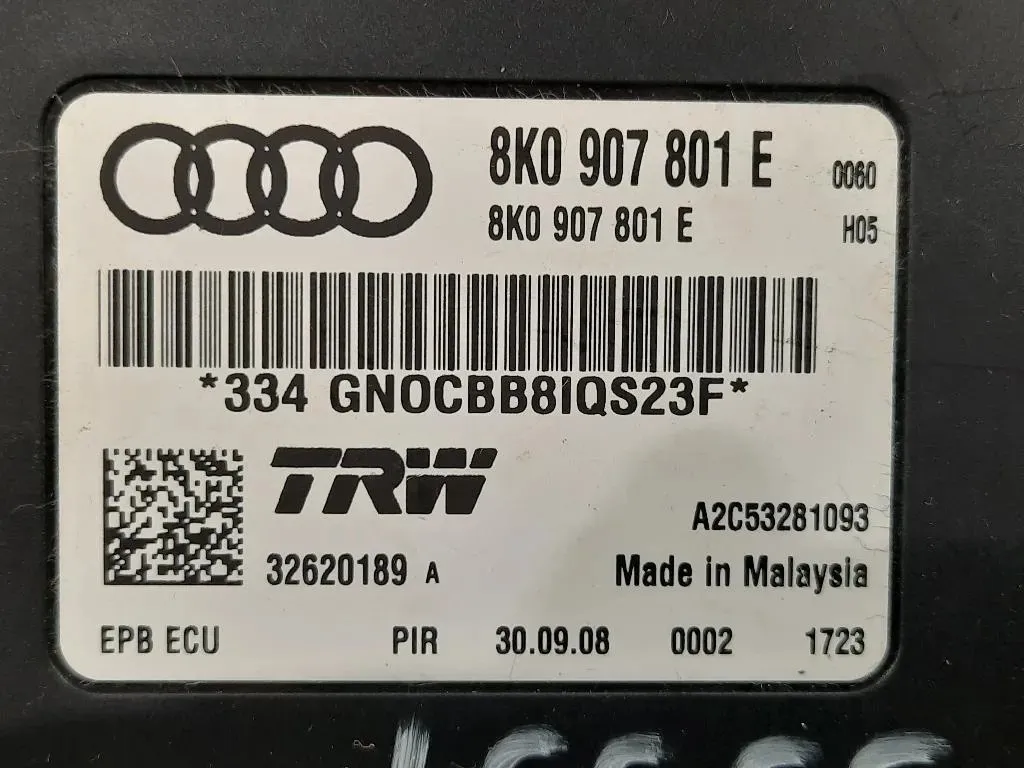 8K0 907 801 E 0060
8K0 907 801 E H05
*334 GNOCBB8IQS23F*
TRW
A2C53281093
32620189 A Made in Malaysia
EPB ECU PIR 30.09.08 0002 1723